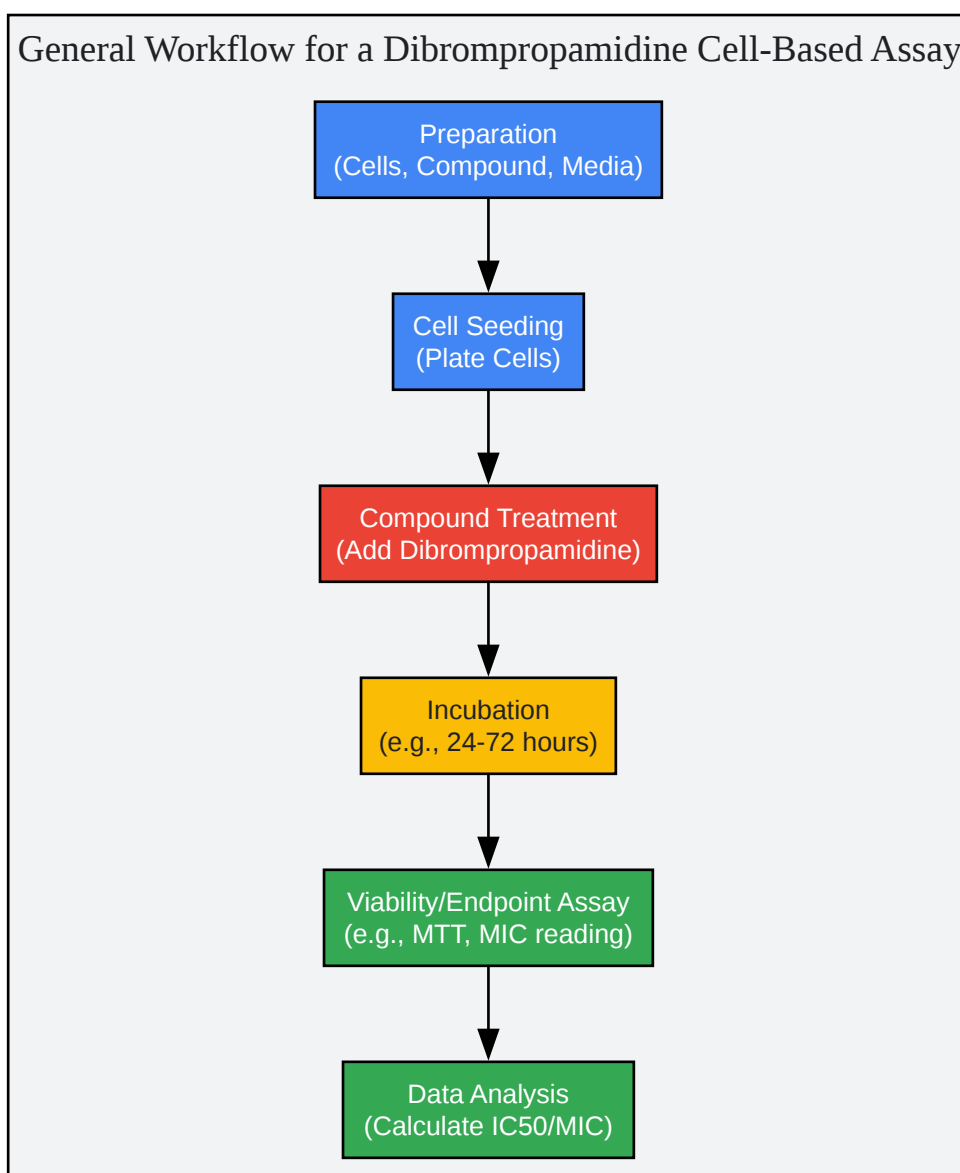 General Workflow for a Dibrompropamidine Cell-Based Assay
Preparation
(Cells, Compound, Media)
Cell Seeding
(Plate Cells)
Compound Treatment
(Add Dibrompropamidine)
Incubation
(e.g., 24-72 hours)
Viability/Endpoint Assay
(e.g., MTT, MIC reading)
Data Analysis
(Calculate IC50/MIC)